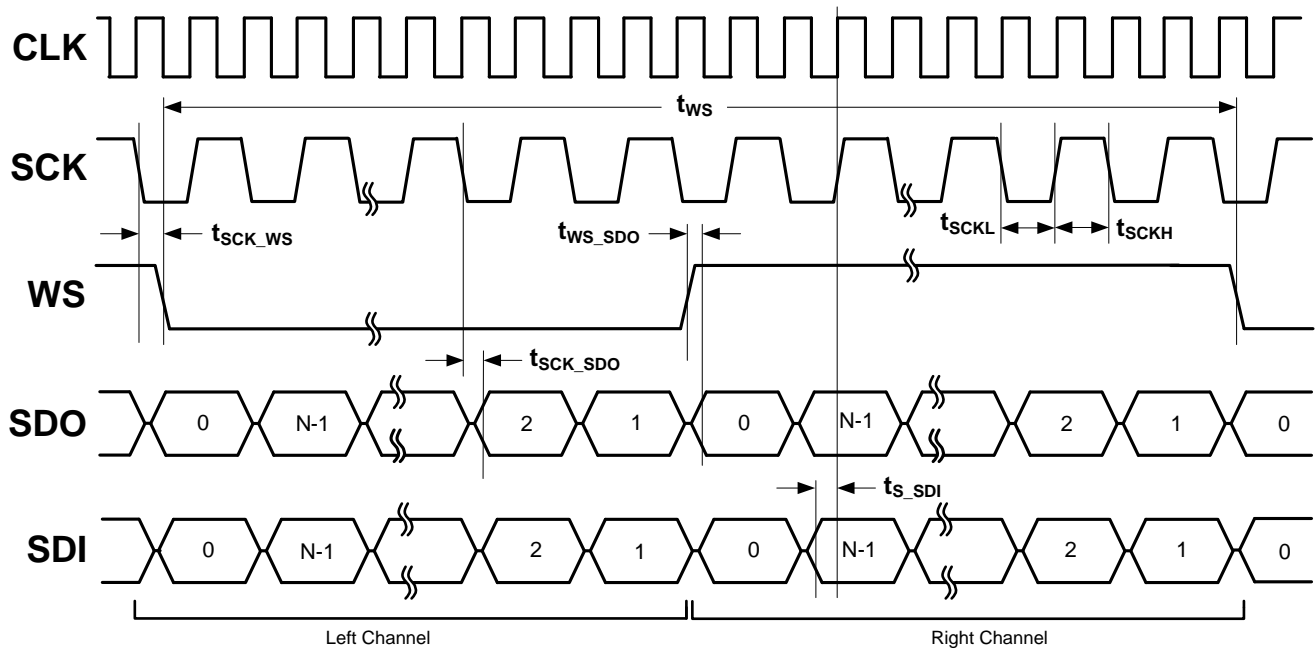 CLK
t_WS
SCK
t_SCK_WS t_WS_SDO t_SCKL t_SCKH
WS
t_SCK_SDO
SDO 0 N-1 2 1 0 N-1 2 1 0
t_S_SDI
SDI 0 N-1 2 1 0 N-1 2 1 0
Left Channel Right Channel